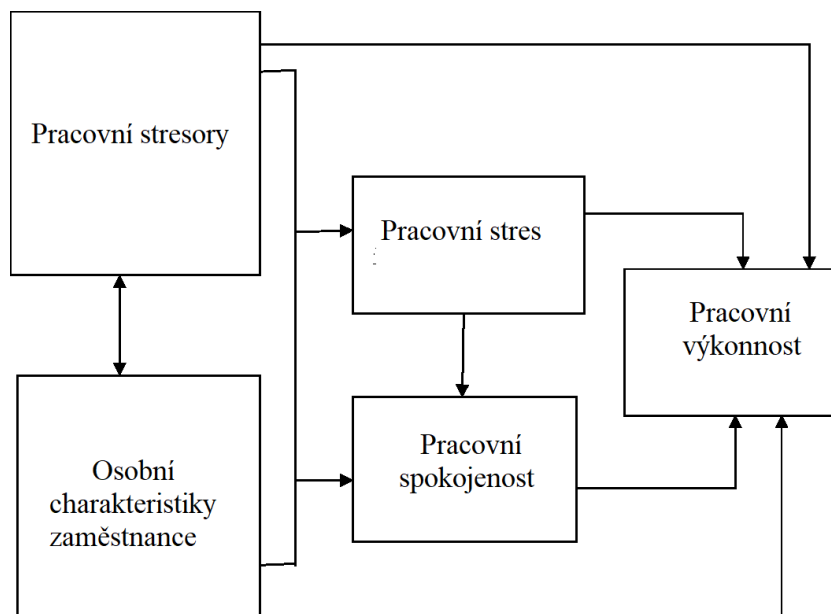 Pracovní stresory
Pracovní stres
Pracovní
výkonnost
Pracovní
spokojenost
Osobní
charakteristiky
zaměstnance